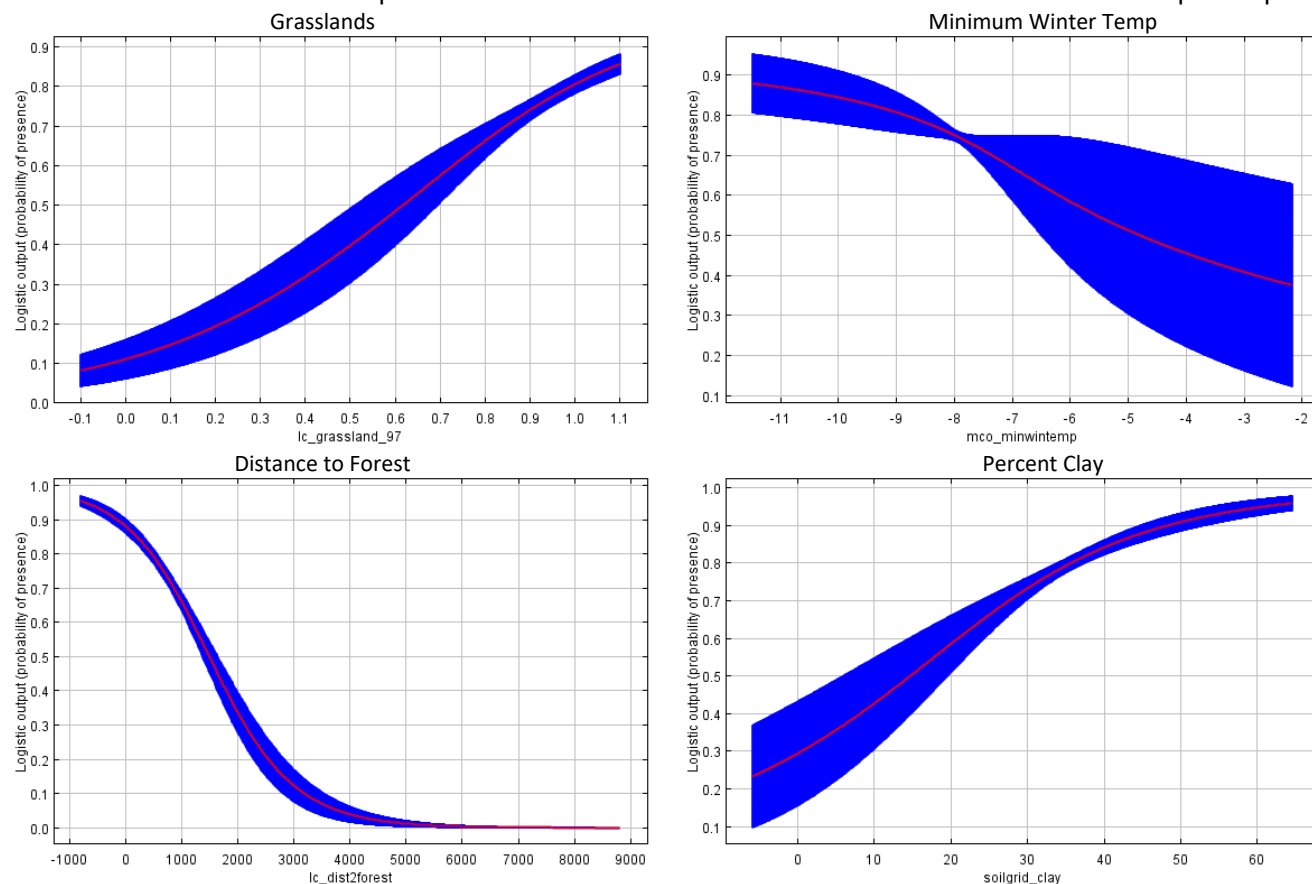 Grasslands
Logistic output (probability of presence)
0.9
0.8
0.7
0.6
0.5
0.4
0.3
0.2
0.1
0.0
-0.1 0.0 0.1 0.2 0.3 0.4 0.5 0.6 0.7 0.8 0.9 1.0 1.1
lc_grassland_97
Minimum Winter Temp
Logistic output (probability of presence)
0.9
0.8
0.7
0.6
0.5
0.4
0.3
0.2
0.1
-11 -10 -9 -8 -7 -6 -5 -4 -3 -2
mco_minwintemp
Distance to Forest
Logistic output (probability of presence)
1.0
0.9
0.8
0.7
0.6
0.5
0.4
0.3
0.2
0.1
0.0
-1000 0 1000 2000 3000 4000 5000 6000 7000 8000 9000
lc_dist2forest
Percent Clay
Logistic output (probability of presence)
1.0
0.9
0.8
0.7
0.6
0.5
0.4
0.3
0.2
0.1
0 10 20 30 40 50 60
soilgrid_clay